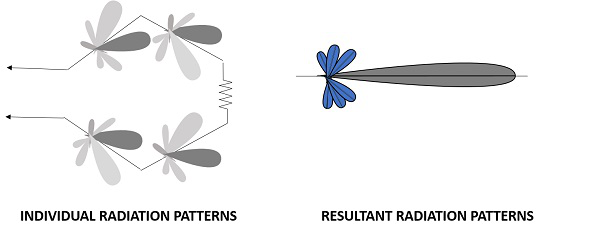 INDIVIDUAL RADIATION PATTERNS
RESULTANT RADIATION PATTERNS